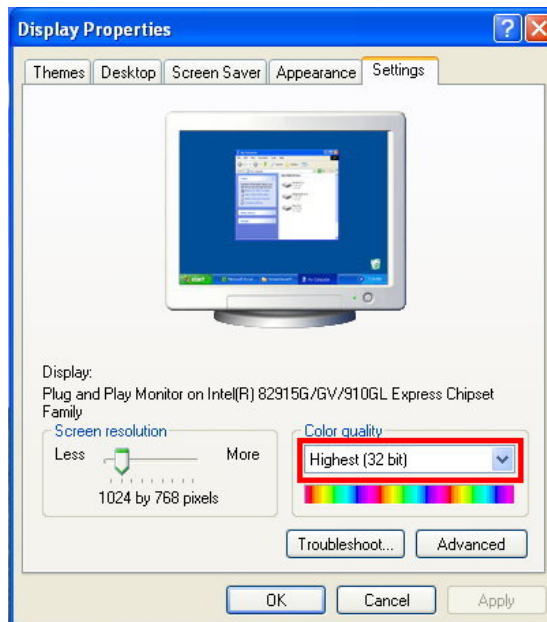 Display Properties
Themes Desktop Screen Saver Appearance Settings
Display:
Plug and Play Monitor on Intel(R) 82915G/GV/910GL Express Chipset
Family
Screen resolution
Less More
1024 by 768 pixels
Color quality
Highest (32 bit)
Troubleshoot... Advanced
OK Cancel Apply